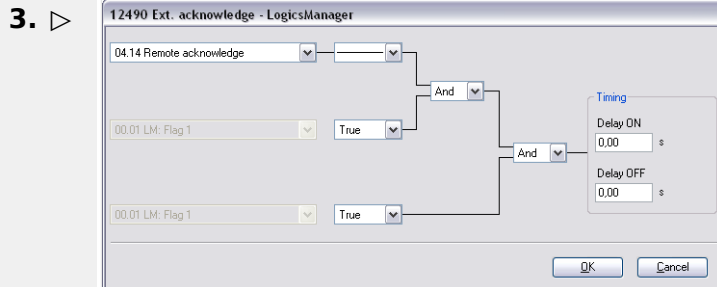 3. ▷
12490 Ext. acknowledge - LogicsManager
04.14 Remote acknowledge
And
Timing
Delay ON
00.01 LM: Flag 1 True
0,00 s
And
Delay OFF
0,00 s
00.01 LM: Flag 1 True
OK Cancel